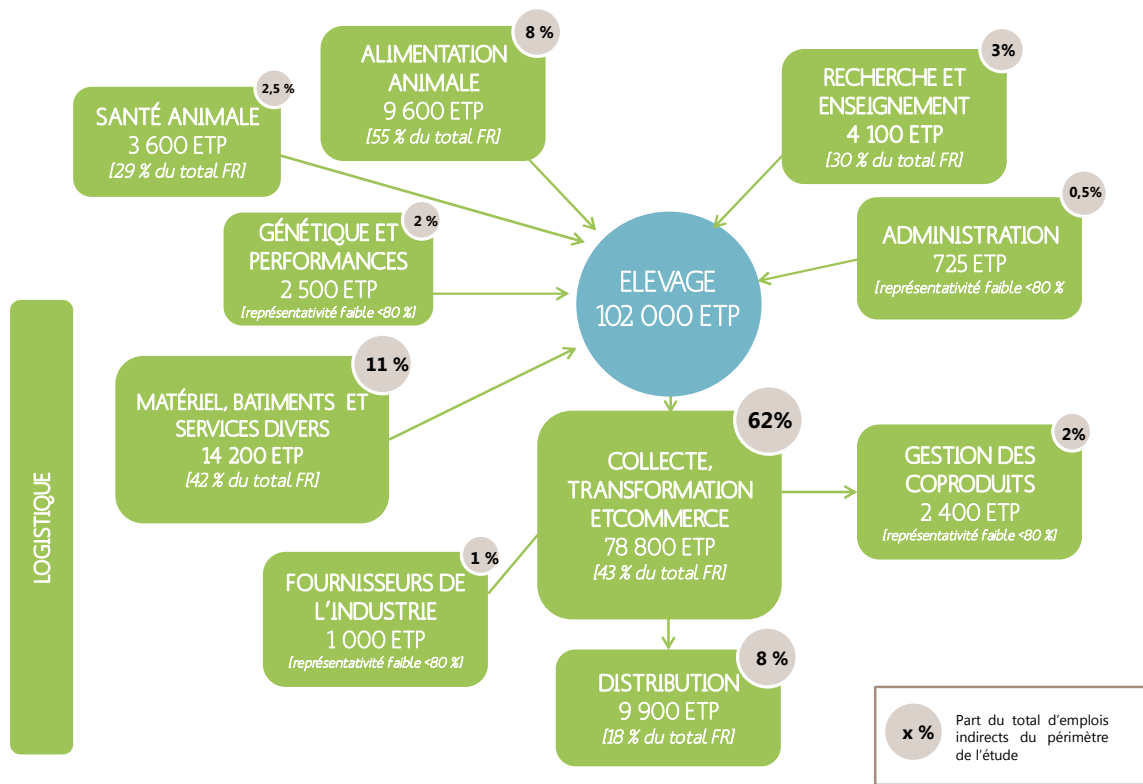 8 %
ALIMENTATION
ANIMALE
9 600 ETP
[55 % du total FR]
2,5 %
SANTÉ ANIMALE
3 600 ETP
[29 % du total FR]
3%
RECHERCHE ET
ENSEIGNEMENT
4 100 ETP
[30 % du total FR]
2 %
GÉNÉTIQUE ET
PERFORMANCES
2 500 ETP
[représentativité faible <80 %]
ELEVAGE
102 000 ETP
0,5%
ADMINISTRATION
725 ETP
[représentativité faible <80 %
11 %
MATÉRIEL, BATIMENTS ET
SERVICES DIVERS
14 200 ETP
[42 % du total FR]
62%
COLLECTE,
TRANSFORMATION
ETCOMMERCE
78 800 ETP
[43 % du total FR]
2%
GESTION DES
COPRODUITS
2 400 ETP
[représentativité faible <80 %]
LOGISTIQUE
1 %
FOURNISSEURS DE
L'INDUSTRIE
1 000 ETP
[représentativité faible <80 %]
8 %
DISTRIBUTION
9 900 ETP
[18 % du total FR]
x %
Part du total d'emplois
indirects du périmètre
de l'étude